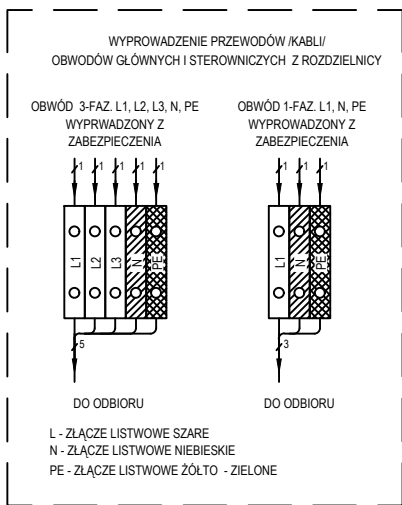 WYPROWADZENIE PRZEWODÓW /KABLI/
OBWODÓW GŁÓWNYCH I STEROWNICZYCH Z ROZDZIELNICY
OBWÓD 3-FAZ. L1, L2, L3, N, PE
WYPRWADZONY Z
ZABEZPIECZENIA
1 1 1 1 1
L1 L2 L3 N PE
5
DO ODBIORU
OBWÓD 1-FAZ. L1, N, PE
WYPROWADZONY Z
ZABEZPIECZENIA
1 1 1
L1 N PE
3
DO ODBIORU
L - ZŁĄCZE LISTWOWE SZARE
N - ZŁĄCZE LISTWOWE NIEBIESKIE
PE - ZŁĄCZE LISTWOWE ŻÓŁTO - ZIELONE